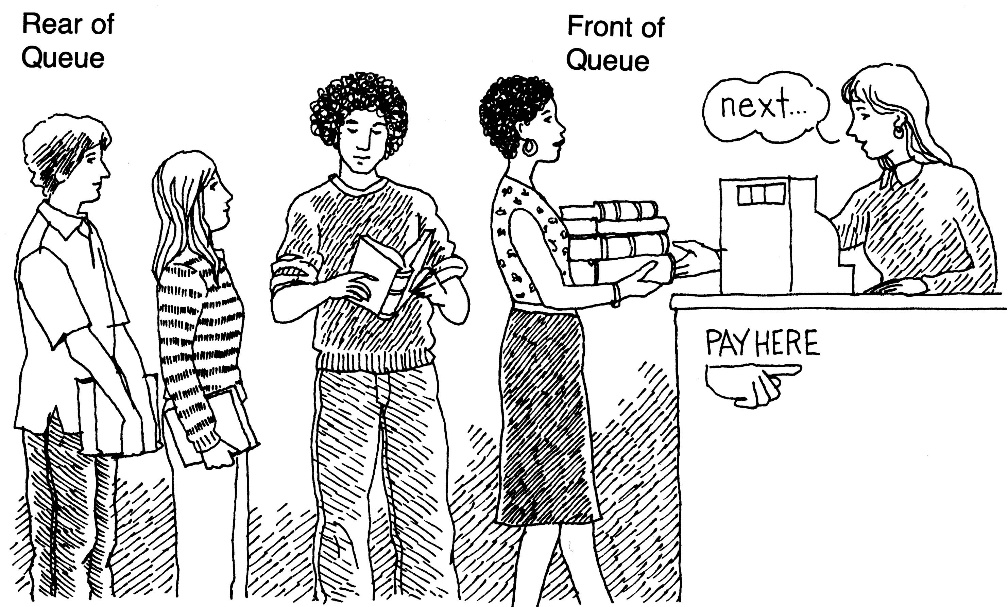 Rear of
Queue
Front of
Queue
next...
PAY HERE